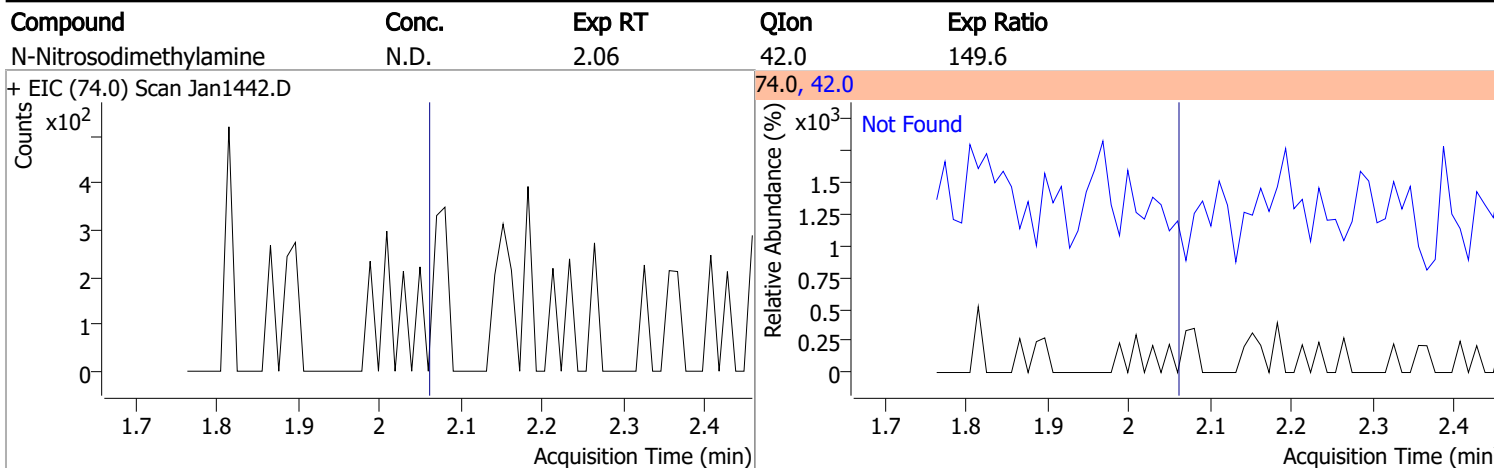 Compound Conc. Exp RT QIon Exp Ratio
N-Nitrosodimethylamine N.D. 2.06 42.0 149.6
+ EIC (74.0) Scan Jan1442.D
Counts
x10²
4
3
2
1
0
1.7 1.8 1.9 2 2.1 2.2 2.3 2.4
Acquisition Time (min)
74.0, 42.0
Relative Abundance (%)
x10³
Not Found
1.5
1.25
1
0.75
0.5
0.25
0
1.7 1.8 1.9 2 2.1 2.2 2.3 2.4
Acquisition Time (min